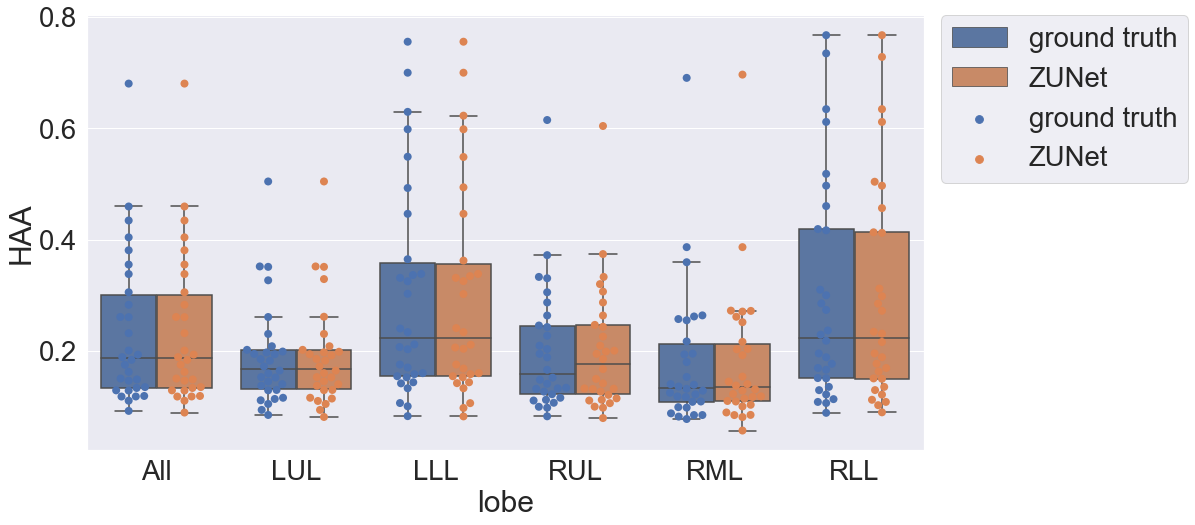 0.8
0.6
0.4
0.2
HAA
All LUL LLL RUL RML RLL
lobe
ground truth
ZUNet
ground truth
ZUNet